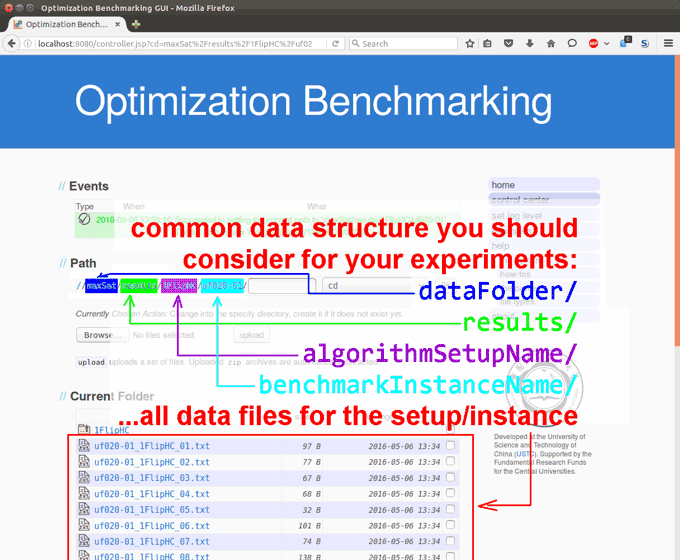 Optimization Benchmarking GUI - Mozilla Firefox
Optimization Benchm...
localhost:8080/controller.jsp?cd=maxSat%2Fresults%2F1FlipHC%2Fuf02
Search
Optimization Benchmarking
// Events
Type When What
home
control center
set log level
help
how-tos
about
common data structure you should
consider for your experiments:
// Path
//maxSat/results/1FlipHC/uf020-01/ cd
dataFolder/
Currently Chosen Action: Change into the specify directory, create it if it does not exist yet.
results/
Browse... No files selected. upload
algorithmSetupName/
upload uploads a set of files. Uploaded zip archives are
benchmarkInstanceName/
// Current Folder
...all data files for the setup/instance
1FlipHC
uf020-01_1FlipHC_01.txt 97 B 2016-05-06 13:34
uf020-01_1FlipHC_02.txt 77 B 2016-05-06 13:34
uf020-01_1FlipHC_03.txt 67 B 2016-05-06 13:34
uf020-01_1FlipHC_04.txt 68 B 2016-05-06 13:34
uf020-01_1FlipHC_05.txt 32 B 2016-05-06 13:34
uf020-01_1FlipHC_06.txt 101 B 2016-05-06 13:34
uf020-01_1FlipHC_07.txt 74 B 2016-05-06 13:34
uf020-01_1FlipHC_08.txt 138 B 2016-05-06 13:34
Developed at the University of
Science and Technology of
China (USTC). Supported by the
Fundamental Research Funds
for the Central Universities.